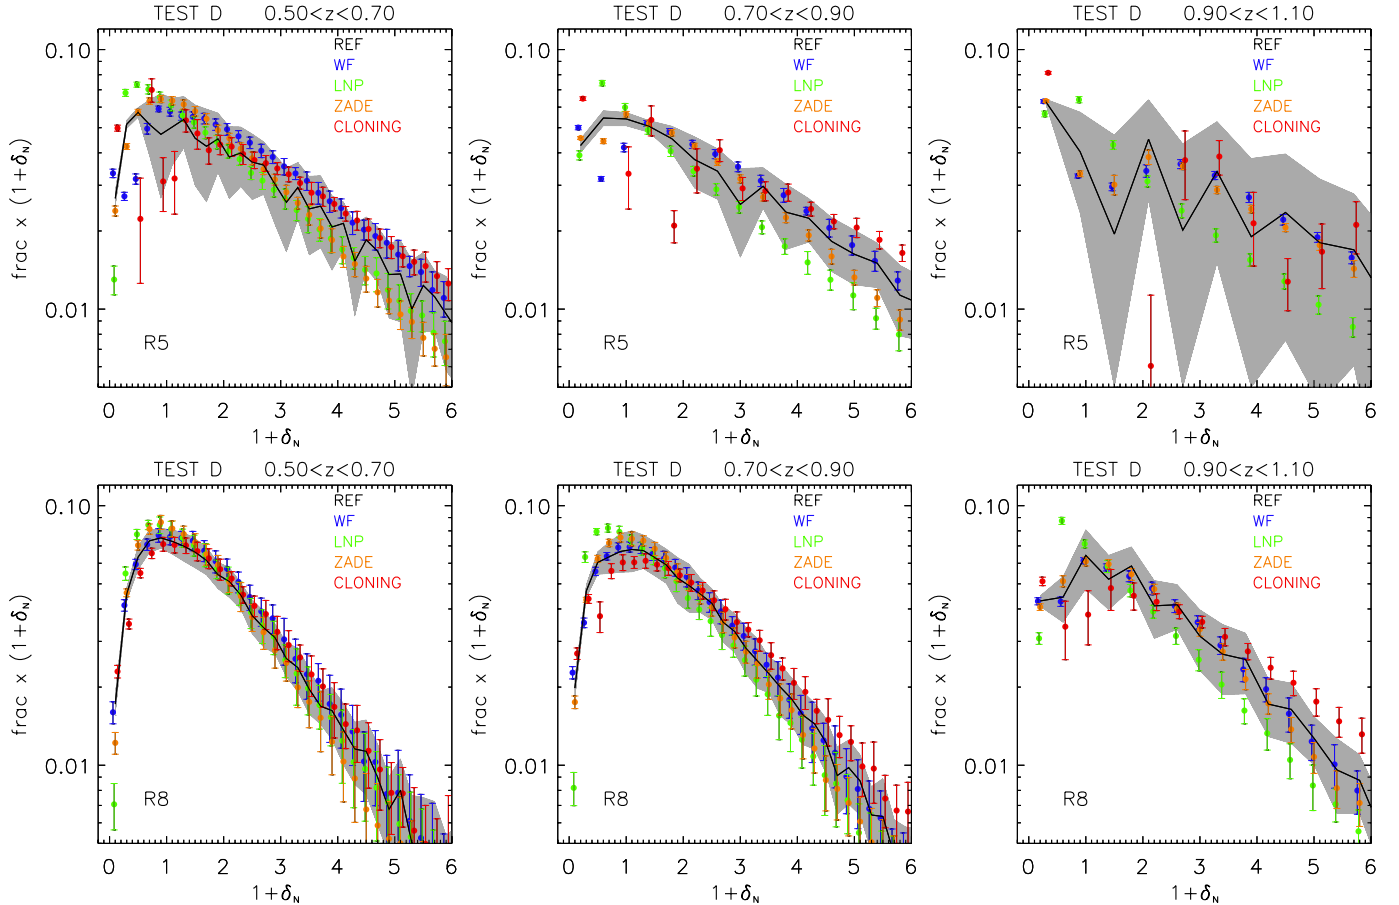 TEST D 0.50<z<0.70
0.10
0.01
frac x (1+δN)
REF
WF
LNP
ZADE
CLONING
R5
0 1 2 3 4 5 6
1+δN
TEST D 0.70<z<0.90
0.10
0.01
frac x (1+δN)
REF
WF
LNP
ZADE
CLONING
R5
0 1 2 3 4 5 6
1+δN
TEST D 0.90<z<1.10
0.10
0.01
frac x (1+δN)
REF
WF
LNP
ZADE
CLONING
R5
0 1 2 3 4 5 6
1+δN
TEST D 0.50<z<0.70
0.10
0.01
frac x (1+δN)
REF
WF
LNP
ZADE
CLONING
R8
0 1 2 3 4 5 6
1+δN
TEST D 0.70<z<0.90
0.10
0.01
frac x (1+δN)
REF
WF
LNP
ZADE
CLONING
R8
0 1 2 3 4 5 6
1+δN
TEST D 0.90<z<1.10
0.10
0.01
frac x (1+δN)
REF
WF
LNP
ZADE
CLONING
R8
0 1 2 3 4 5 6
1+δN